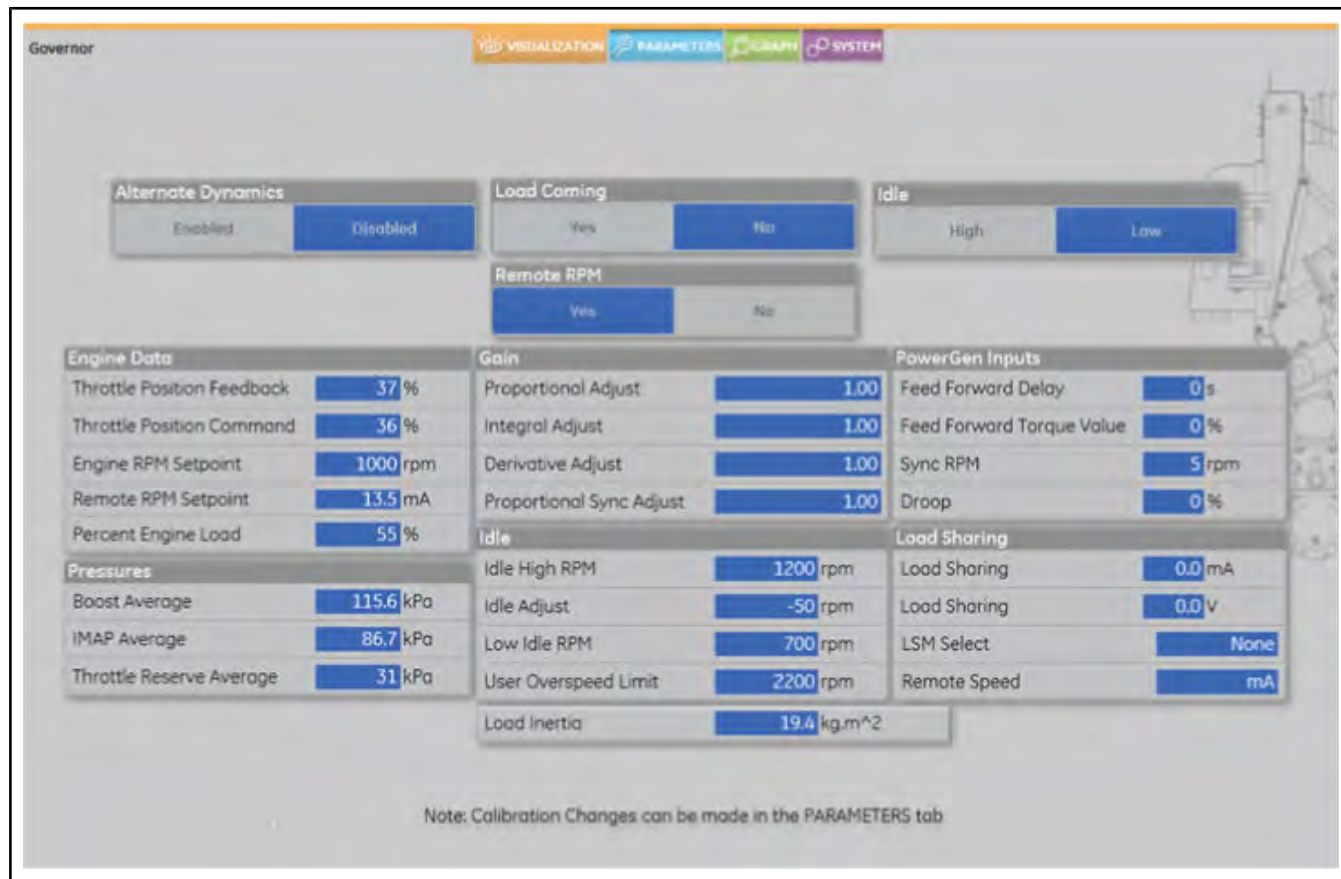 Governor
VISUALIZATION PARAMETERS GRAPH SYSTEM
Alternate Dynamics
Enabled Disabled
Load Coming
Yes No
Idle
High Low
Remote RPM
Yes No
Engine Data
Throttle Position Feedback 37 %
Throttle Position Command 36 %
Engine RPM Setpoint 1000 rpm
Remote RPM Setpoint 13.5 mA
Percent Engine Load 55 %
Pressures
Boost Average 115.6 kPa
IMAP Average 86.7 kPa
Throttle Reserve Average 31 kPa
Gain
Proportional Adjust 1.00
Integral Adjust 1.00
Derivative Adjust 1.00
Proportional Sync Adjust 1.00
Idle
Idle High RPM 1200 rpm
Idle Adjust -50 rpm
Low Idle RPM 700 rpm
User Overspeed Limit 2200 rpm
Load Inertia 19.4 kg.m^2
PowerGen Inputs
Feed Forward Delay 0 s
Feed Forward Torque Value 0 %
Sync RPM 5 rpm
Droop 0 %
Load Sharing
Load Sharing 0.0 mA
Load Sharing 0.0 V
LSM Select None
Remote Speed mA
Note: Calibration Changes can be made in the PARAMETERS tab